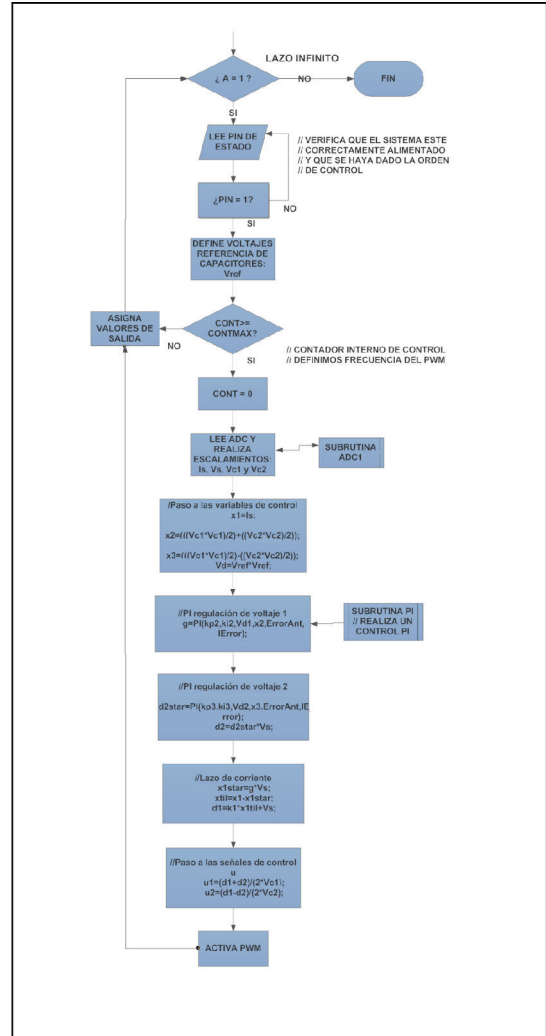 LAZO INFINITO
¿ A = 1 ?
NO
FIN
SI
LEE PIN DE
ESTADO
// VERIFICA QUE EL SISTEMA ESTE
// CORRECTAMENTE ALIMENTADO
// Y QUE SE HAYA DADO LA ORDEN
// DE CONTROL
¿PIN = 1?
NO
SI
DEFINE VOLTAJES
REFERENCIA DE
CAPACITORES:
Vref
ASIGNA
VALORES DE
SALIDA
NO
CONT>=
CONTMAX?
SI
// CONTADOR INTERNO DE CONTROL
// DEFINIMOS FRECUENCIA DEL PWM
CONT = 0
LEE ADC Y
REALIZA
ESCALAMIENTOS:
Is. Vs. Vc1 y Vc2
SUBRUTINA
ADC1
/Paso a las variables de control
x1=Is;
x2=(((Vc1*Vc1)/2)+((Vc2*Vc2)/2));
x3=(((Vc1*Vc1)/2)-((Vc2*Vc2)/2));
Vd=Vref*Vref;
//PI regulación de voltaje 1
g=PI(kp2,ki2,Vd1,x2,ErrorAnt,
IError);
SUBRUTINA PI
// REALIZA UN
CONTROL PI
//PI regulación de voltaje 2
d2star=PI(kp3.ki3,Vd2,x3.ErrorAnt,IE
rror);
d2=d2star*Vs;
//Lazo de corriente
x1star=g*Vs;
xtil=x1-x1star;
d1=k1*x1til+Vs;
//Paso a las señales de control
u
u1=(d1+d2)/(2*Vc1);
u2=(d1-d2)/(2*Vc2);
ACTIVA PWM